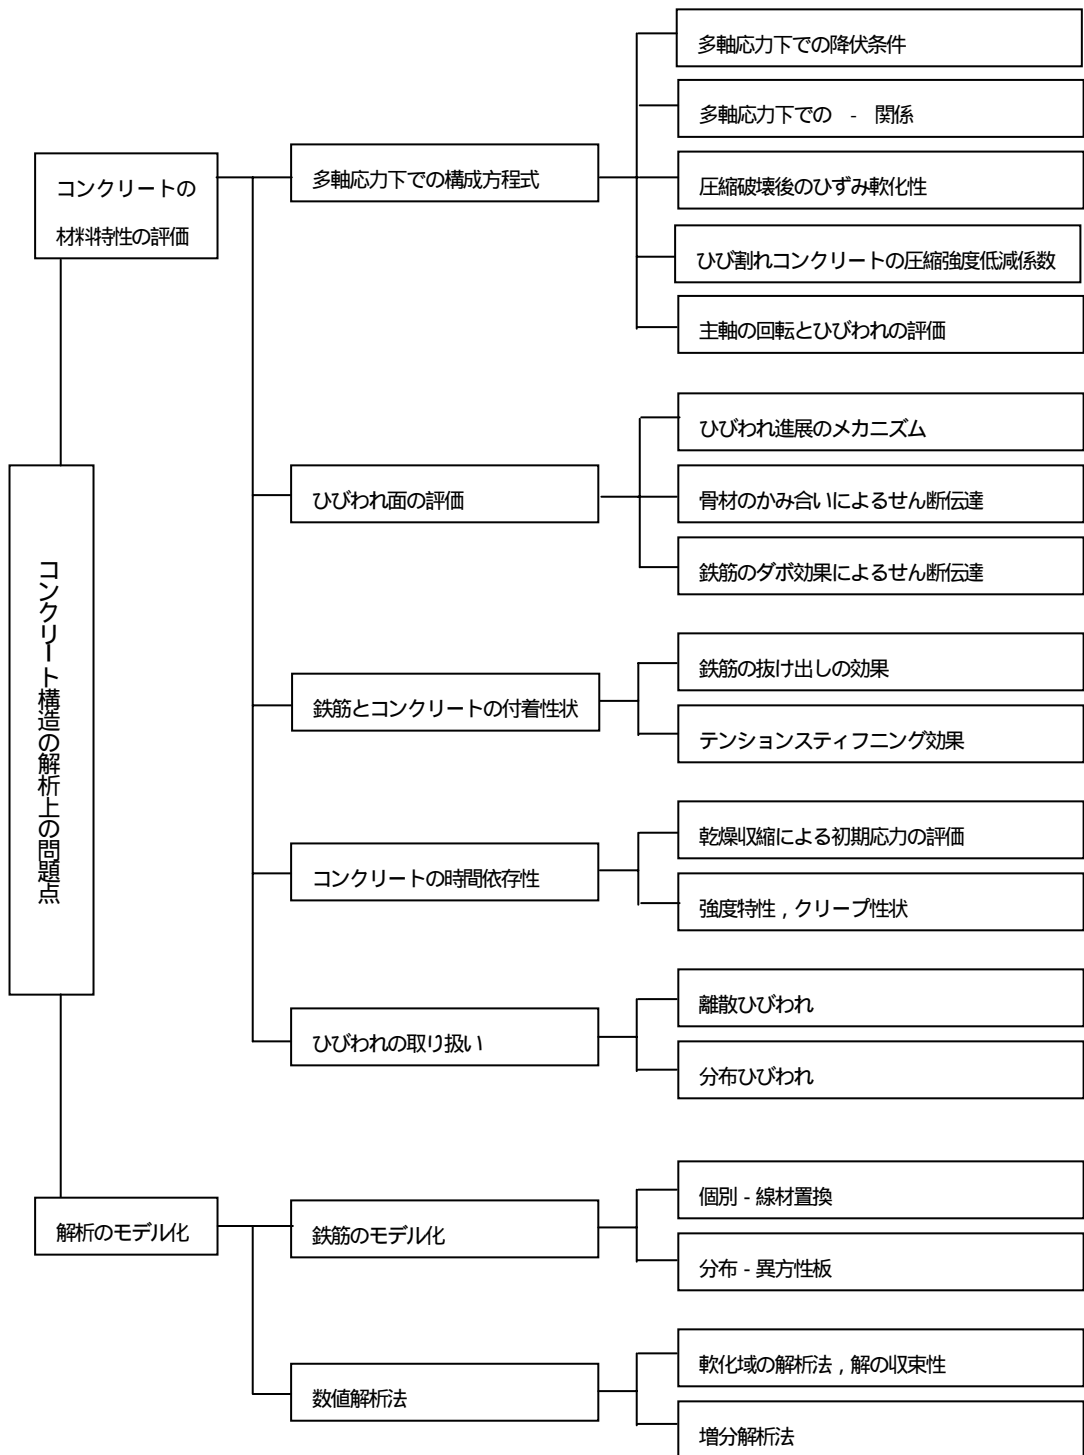 コンクリート構造の解析上の問題点
コンクリートの
材料特性の評価
多軸応力下での構成方程式
多軸応力下での降伏条件
多軸応力下での - 関係
圧縮破壊後のひずみ軟化性
ひび割れコンクリートの圧縮強度低減係数
主軸の回転とひびわれの評価
ひびわれ面の評価
ひびわれ進展のメカニズム
骨材のかみ合いによるせん断伝達
鉄筋のダボ効果によるせん断伝達
鉄筋とコンクリートの付着性状
鉄筋の抜け出しの効果
テンションスティフニング効果
コンクリートの時間依存性
乾燥収縮による初期応力の評価
強度特性，クリープ性状
ひびわれの取り扱い
離散ひびわれ
分布ひびわれ
解析のモデル化
鉄筋のモデル化
個別 - 線材置換
分布 - 異方性板
数値解析法
軟化域の解析法，解の収束性
増分解析法